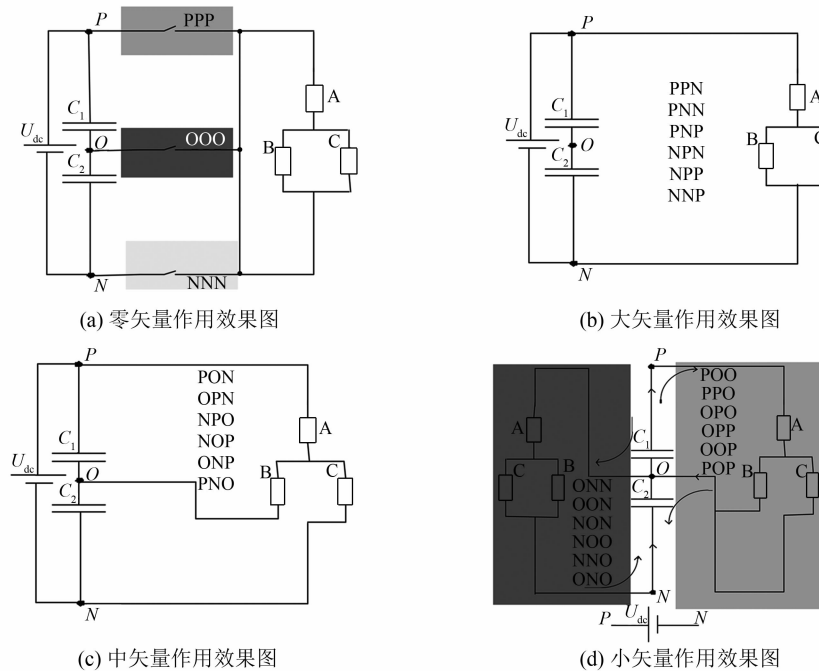 P
PPP
C1
Udc
O
OOO
C2
A
B
C
N
NNN
(a) 零矢量作用效果图
PPN
PNN
PNP
NPN
NPP
NNP
P
C1
Udc
O
C2
A
B
C
N
(b) 大矢量作用效果图
P
PON
OPN
NPO
NOP
ONP
PNO
C1
Udc
O
C2
A
B
C
N
(c) 中矢量作用效果图
P
POO
PPO
OPO
OPP
OOP
POP
A
C1
A
O
C
B
C2
B
C
ONN
OON
NON
NOO
NNO
ONO
N
P
Udc
N
(d) 小矢量作用效果图